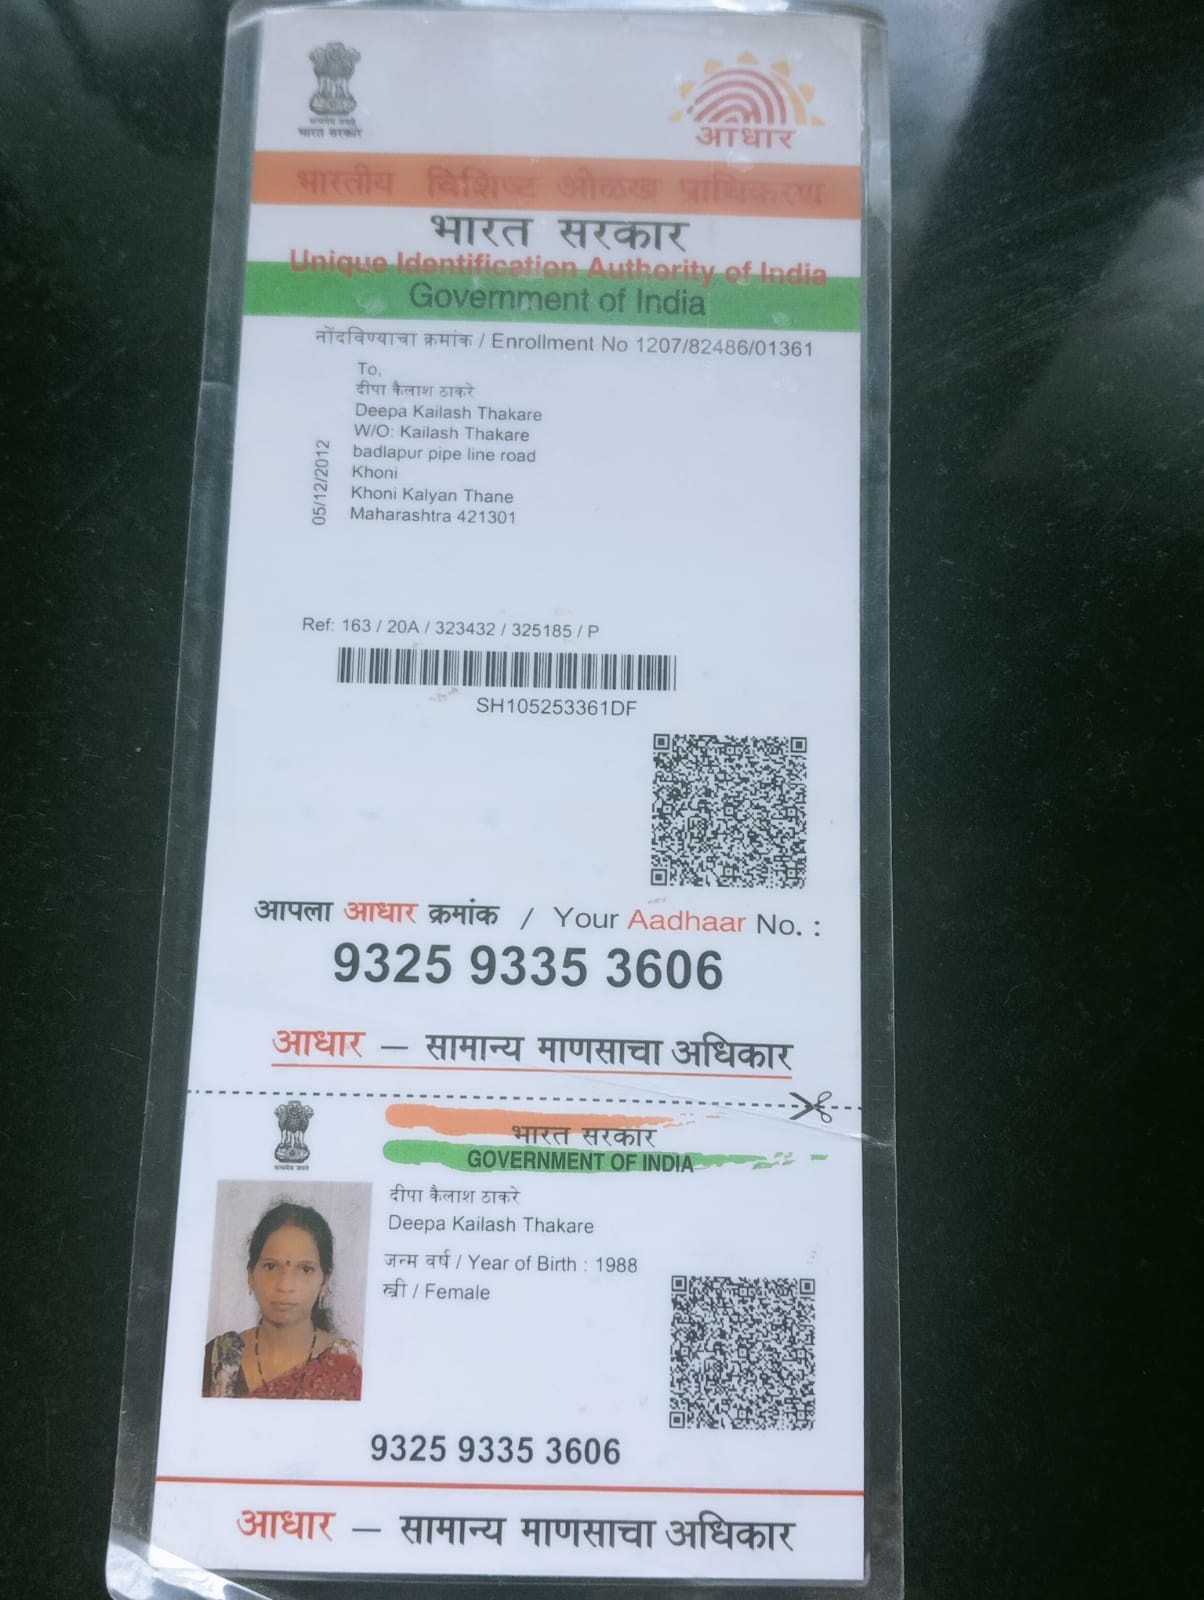 सत्यमेव जयते
भारत सरकार
आधार
भारतीय विशिष्ट ओळख प्राधिकरण
भारत सरकार
Unique Identification Authority of India
Government of India
नोंदविण्याचा क्रमांक / Enrollment No 1207/82486/01361
To,
दीपा कैलाश ठाकरे
Deepa Kailash Thakare
W/O: Kailash Thakare
badlapur pipe line road
Khoni
Khoni Kalyan Thane
Maharashtra 421301
05/12/2012
Ref: 163 / 20A / 323432 / 325185 / P
SH105253361DF
आपला आधार क्रमांक / Your Aadhaar No. :
9325 9335 3606
आधार – सामान्य माणसाचा अधिकार
सत्यमेव जयते
भारत सरकार
GOVERNMENT OF INDIA
दीपा कैलाश ठाकरे
Deepa Kailash Thakare
जन्म वर्ष / Year of Birth : 1988
स्त्री / Female
9325 9335 3606
आधार – सामान्य माणसाचा अधिकार